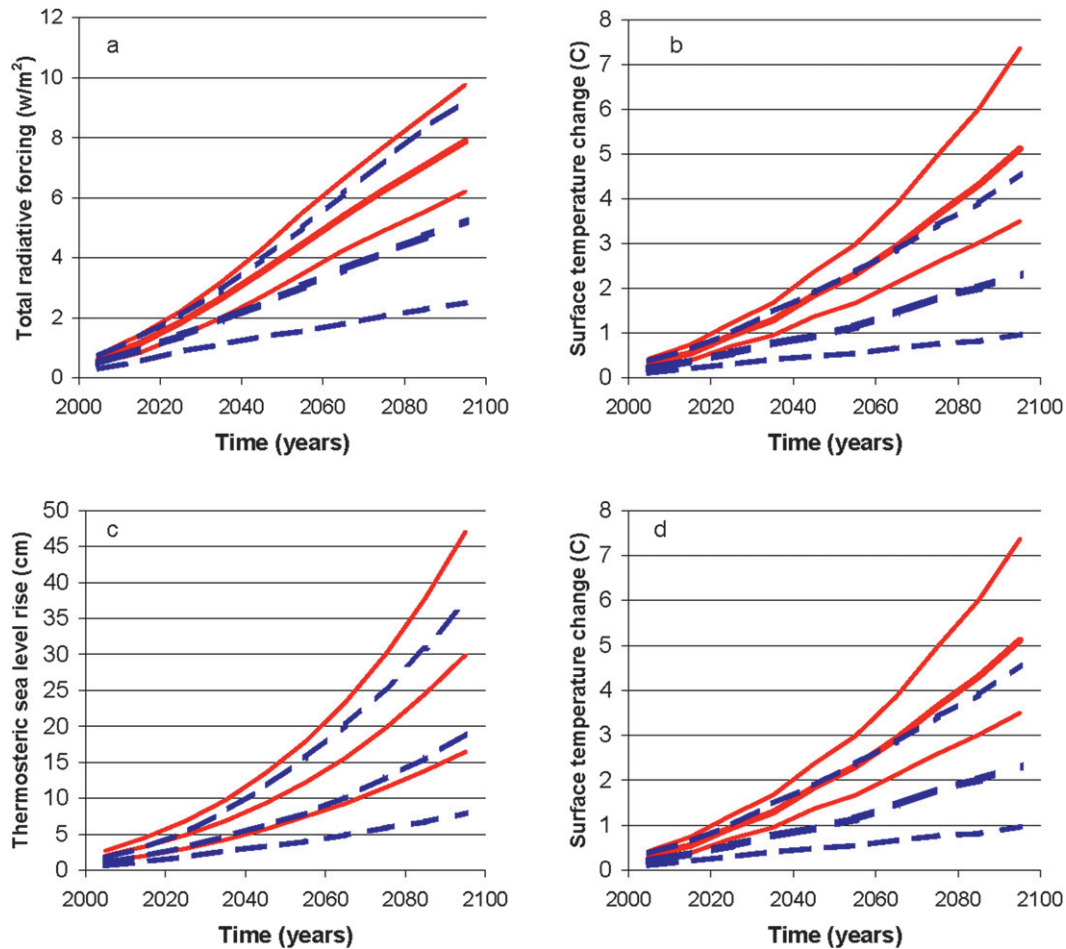 a
Total radiative forcing (w/m²)
12
10
8
6
4
2
0
2000 2020 2040 2060 2080 2100
Time (years)
b
Surface temperature change (C)
8
7
6
5
4
3
2
1
0
2000 2020 2040 2060 2080 2100
Time (years)
c
Thermosteric sea level rise (cm)
50
45
40
35
30
25
20
15
10
5
0
2000 2020 2040 2060 2080 2100
Time (years)
d
Surface temperature change (C)
8
7
6
5
4
3
2
1
0
2000 2020 2040 2060 2080 2100
Time (years)